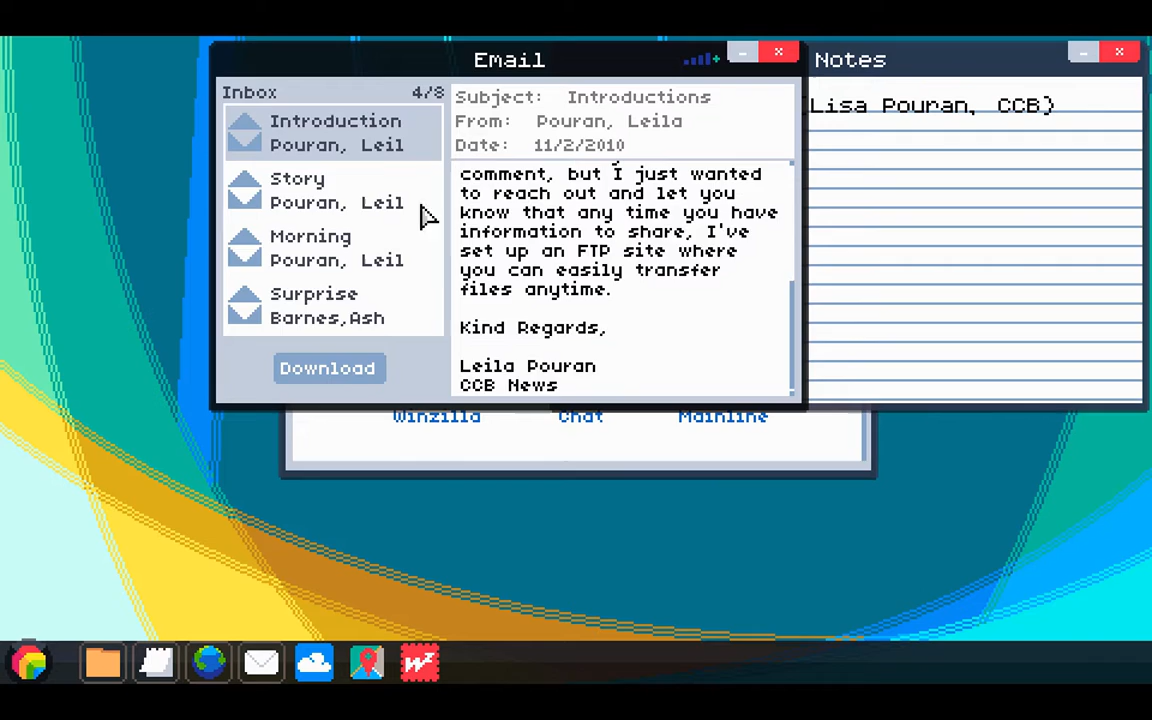 Email
Inbox 4/8
Introduction
Pouran, Leil
Story
Pouran, Leil
Morning
Pouran, Leil
Surprise
Barnes,Ash
Download
Subject: Introductions
From: Pouran, Leila
Date: 11/2/2010
comment, but I just wanted
to reach out and let you
know that any time you have
information to share, I've
set up an FTP site where
you can easily transfer
files anytime.
Kind Regards,
Leila Pouran
CCB News
Notes
(Lisa Pouran, CCB)
Winzilla Chat Mainline